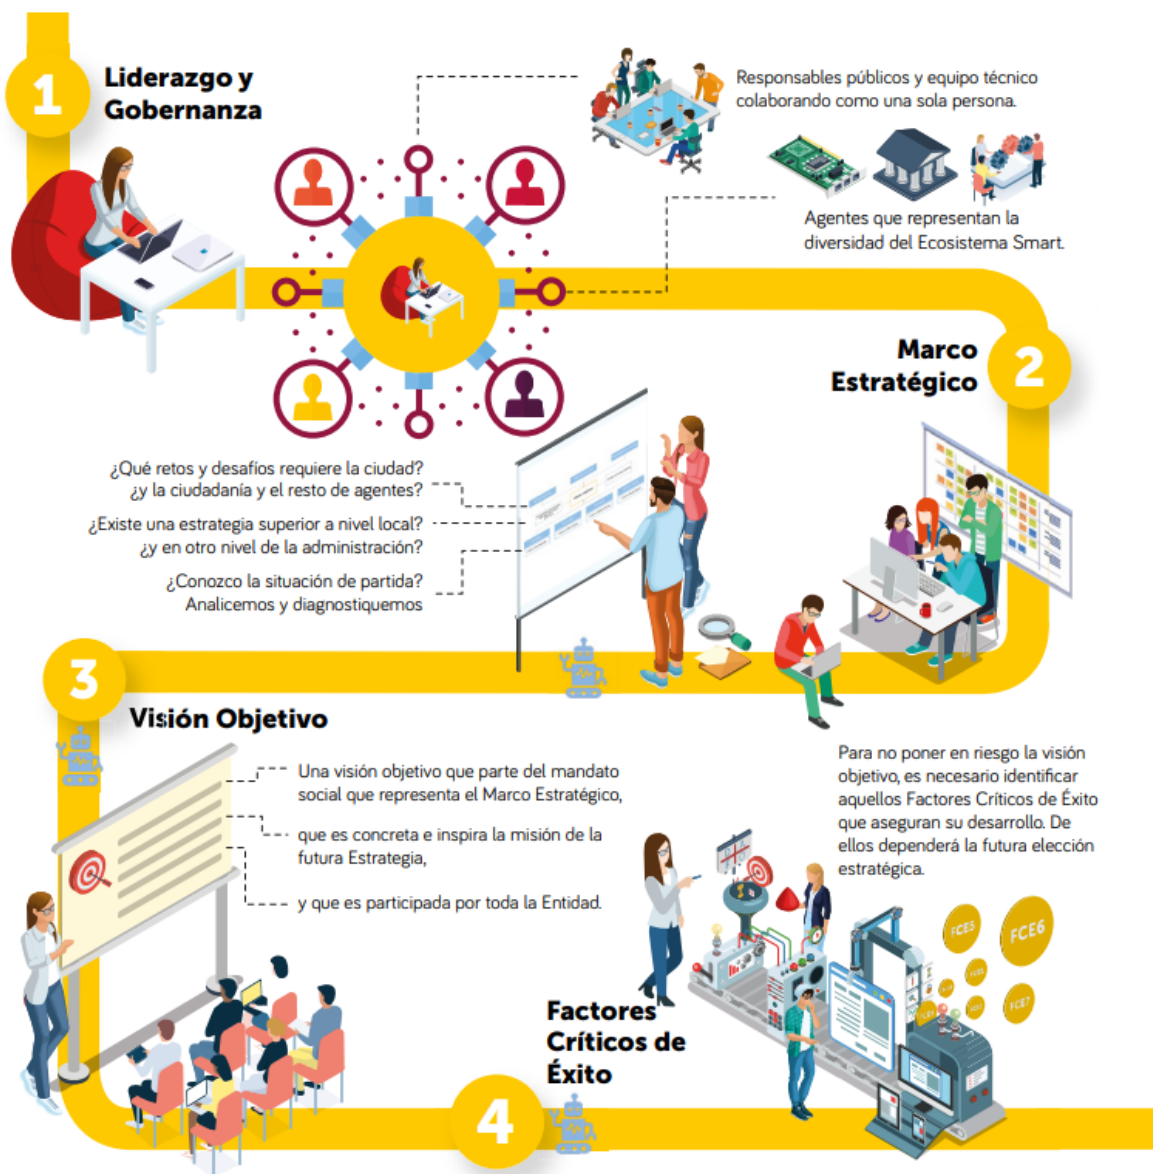 1
Liderazgo y
Gobernanza
Responsables públicos y equipo técnico
colaborando como una sola persona.
Agentes que representan la
diversidad del Ecosistema Smart.
Marco
Estratégico
2
¿Qué retos y desafíos requiere la ciudad?
¿y la ciudadanía y el resto de agentes?
¿Existe una estrategia superior a nivel local?
¿y en otro nivel de la administración?
¿Conozco la situación de partida?
Analicemos y diagnostiquemos
3
Visión Objetivo
Una visión objetivo que parte del mandato
social que representa el Marco Estratégico,
que es concreta e inspira la misión de la
futura Estrategia,
y que es participada por toda la Entidad.
Para no poner en riesgo la visión
objetivo, es necesario identificar
aquellos Factores Críticos de Éxito
que aseguran su desarrollo. De
ellos dependerá la futura elección
estratégica.
FCE5
FCE6
FCE7
Factores
Críticos de
Éxito
4